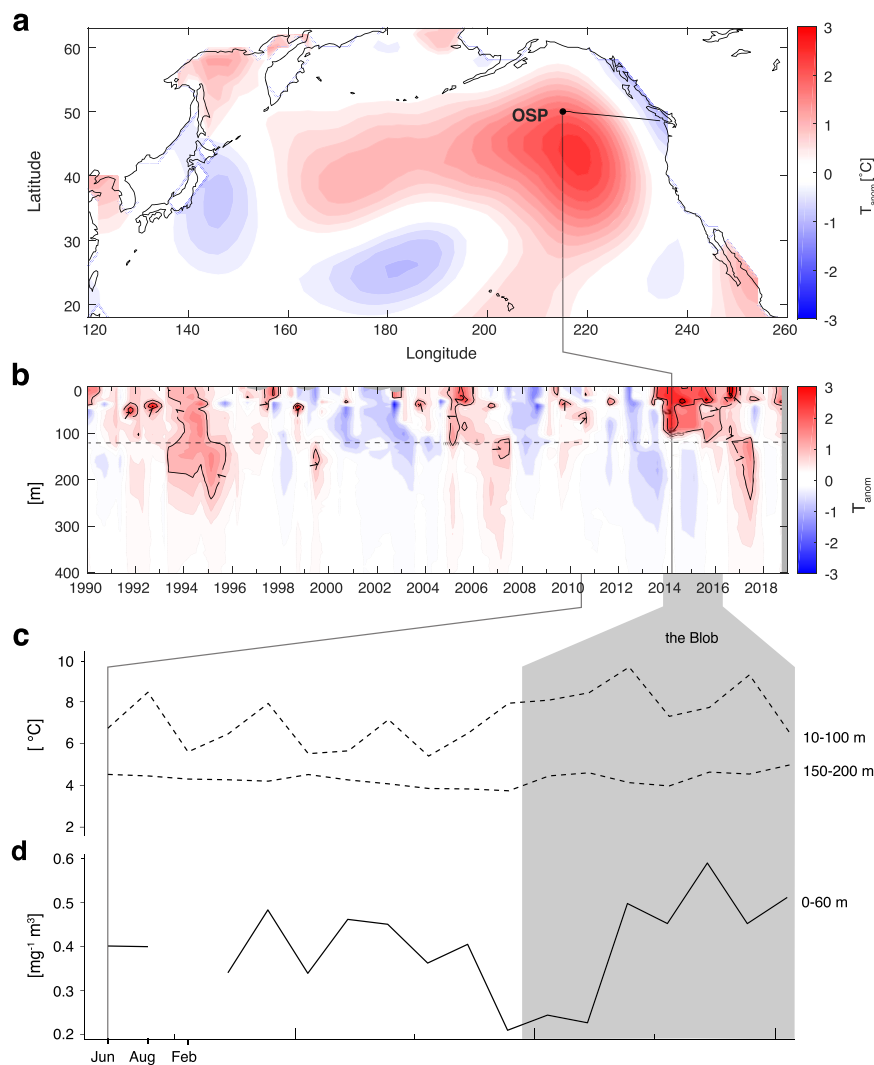 a
60
50
40
30
20
Latitude
OSP
120 140 160 180 200 220 240 260
Longitude
3
2
1
0
-1
-2
-3
Tanom [°C]
b
0
100
200
300
400
[m]
1990 1992 1994 1996 1998 2000 2002 2004 2006 2008 2010 2012 2014 2016 2018
3
2
1
0
-1
-2
-3
Tanom
c
the Blob
10
8
6
4
2
[ °C]
10-100 m
150-200 m
d
0.6
0.5
0.4
0.3
0.2
[mg-1 m3]
0-60 m
Jun Aug Feb